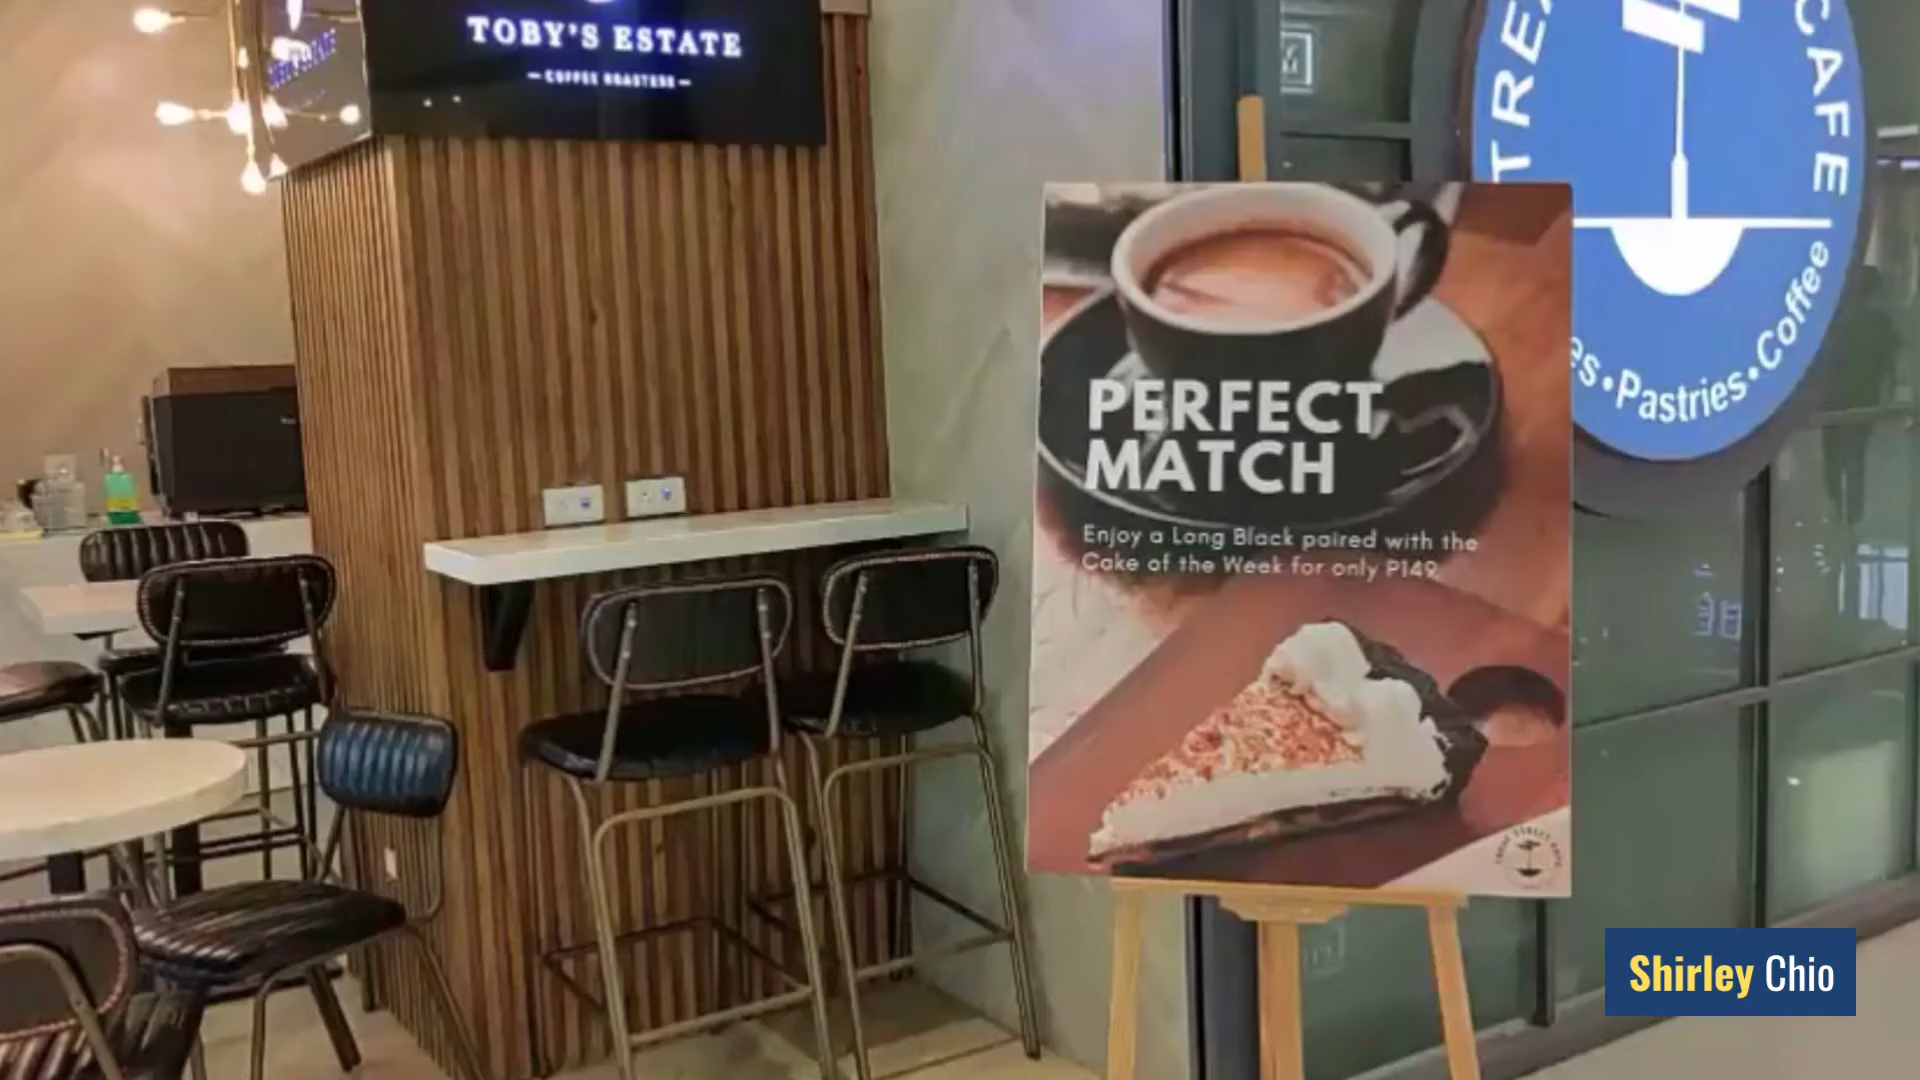 TOBY'S ESTATE
COFFEE ROASTERS
CAFE
Pastries • Coffee
PERFECT
MATCH
Enjoy a Long Black paired with the
Cake of the Week for only P149.
Shirley Chio